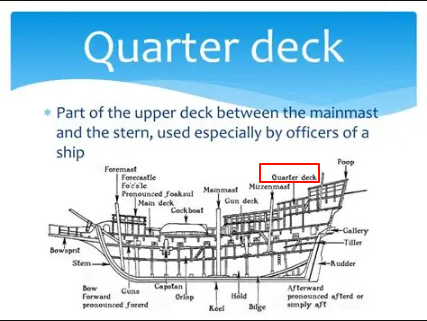 Quarter deck
Part of the upper deck between the mainmast
and the stern, used especially by officers of a
ship
Poop
Foremast
Quarter deck
Forecastle
Fo'c's'le
Pronounced foaksul
Mainmast
Mizzenmast
Main deck
Gun deck
Cockboat
Gallery
Tiller
Bowsprit
Stem
Rudder
Bow
Forward
pronounced forerd
Guns
Capstan
Orlop
Keel
Hold
Bilge
Afterward
pronounced afterd or
simply aft